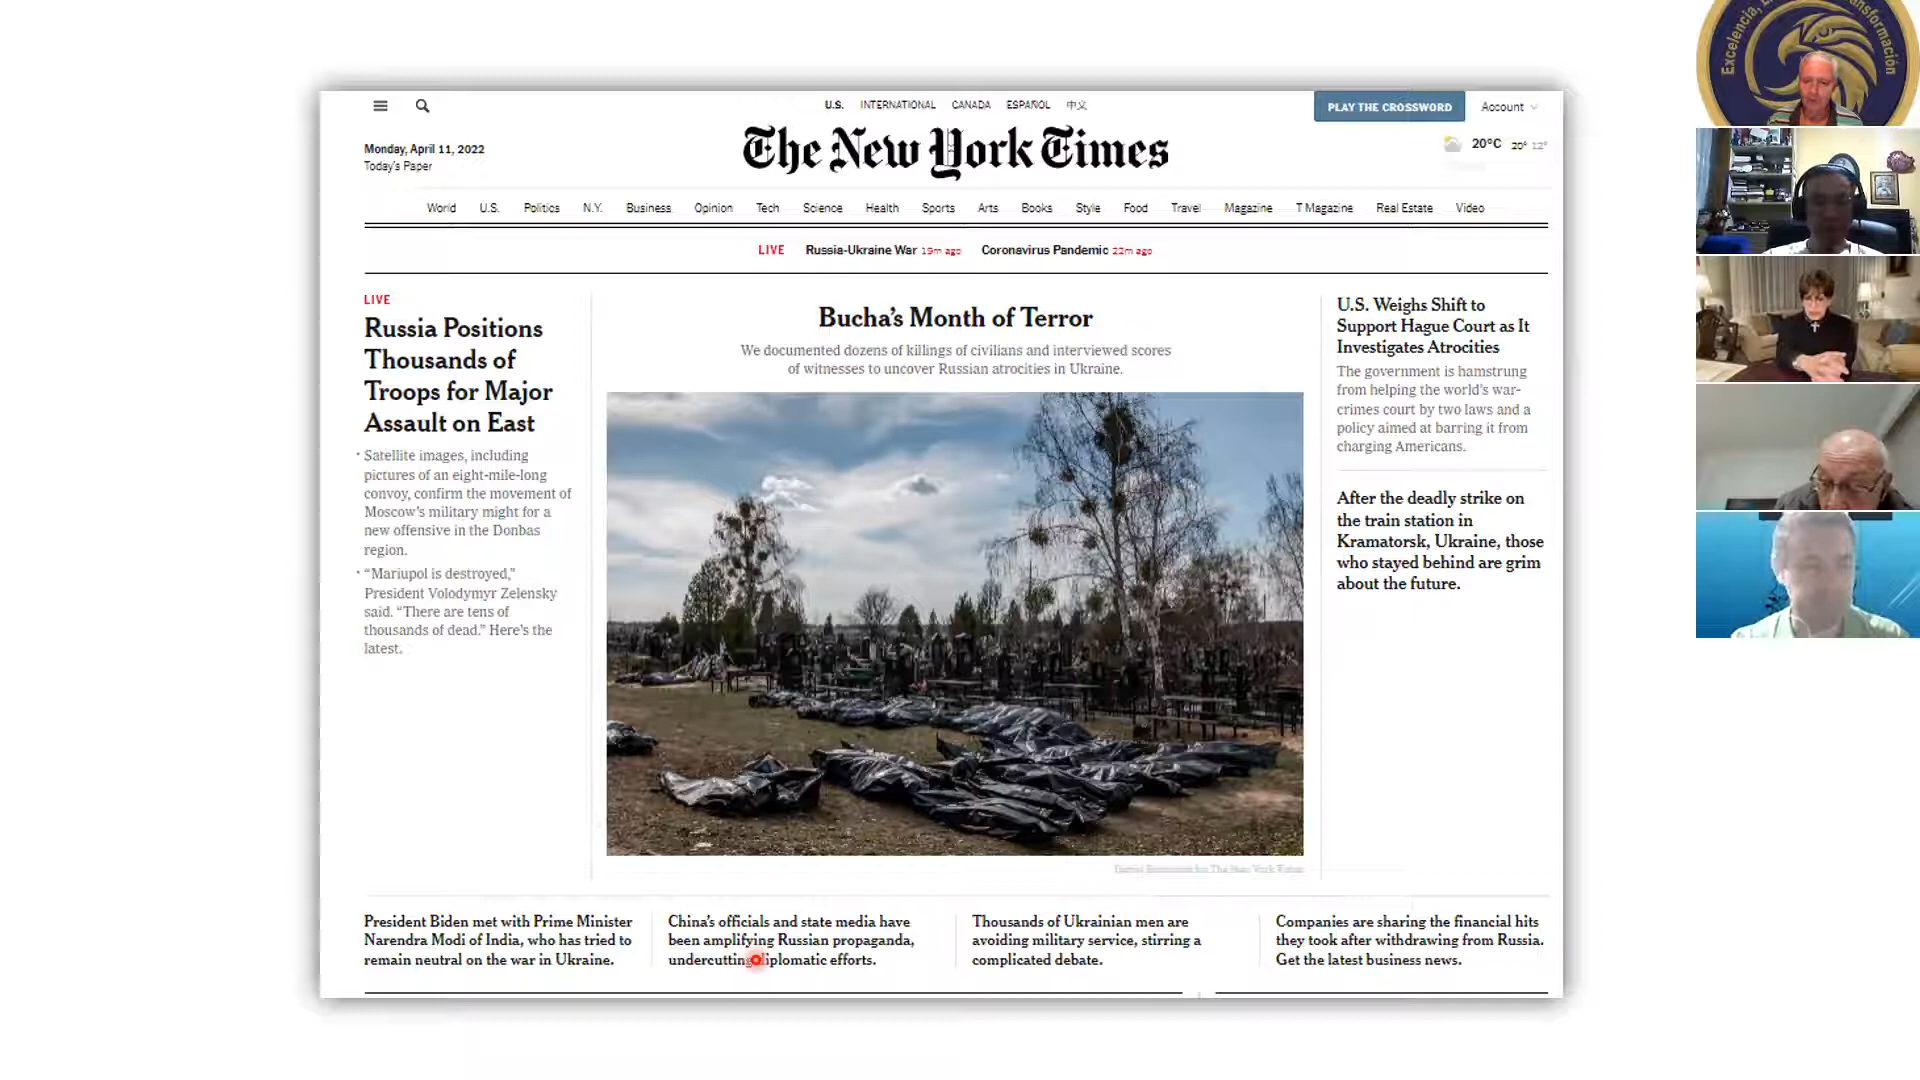 U.S. INTERNATIONAL CANADA ESPAÑOL 中文
PLAY THE CROSSWORD Account
Monday, April 11, 2022
Today's Paper
The New York Times
20°C 20° 12°
World U.S. Politics N.Y. Business Opinion Tech Science Health Sports Arts Books Style Food Travel Magazine T Magazine Real Estate Video
LIVE Russia-Ukraine War 19m ago Coronavirus Pandemic 22m ago
LIVE
Russia Positions
Thousands of
Troops for Major
Assault on East
• Satellite images, including
pictures of an eight-mile-long
convoy, confirm the movement of
Moscow's military might for a
new offensive in the Donbas
region.
• “Mariupol is destroyed,”
President Volodymyr Zelensky
said. “There are tens of
thousands of dead.” Here's the
latest.
Bucha's Month of Terror
We documented dozens of killings of civilians and interviewed scores
of witnesses to uncover Russian atrocities in Ukraine.
for The New York Times
U.S. Weighs Shift to
Support Hague Court as It
Investigates Atrocities
The government is hamstrung
from helping the world's war-
crimes court by two laws and a
policy aimed at barring it from
charging Americans.
After the deadly strike on
the train station in
Kramatorsk, Ukraine, those
who stayed behind are grim
about the future.
President Biden met with Prime Minister
Narendra Modi of India, who has tried to
remain neutral on the war in Ukraine.
China's officials and state media have
been amplifying Russian propaganda,
undercutting diplomatic efforts.
Thousands of Ukrainian men are
avoiding military service, stirring a
complicated debate.
Companies are sharing the financial hits
they took after withdrawing from Russia.
Get the latest business news.
Excelencia,